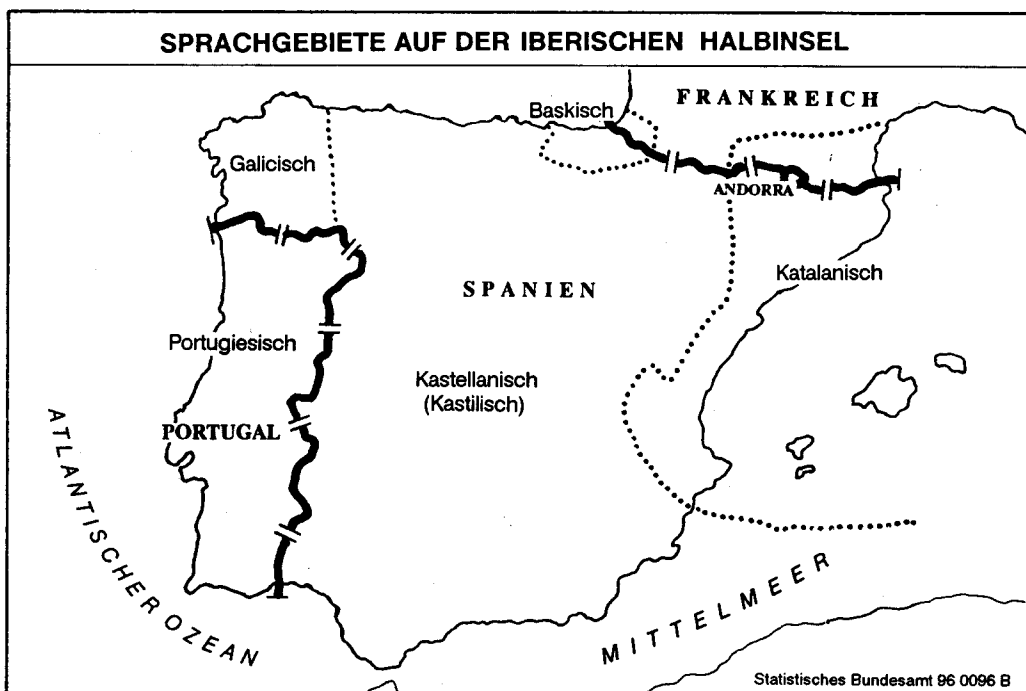 SPRACHGEBIETE AUF DER IBERISCHEN HALBINSEL
FRANKREICH
Baskisch
Galicisch
ANDORRA
Katalanisch
SPANIEN
Portugiesisch
Kastellanisch
(Kastilisch)
PORTUGAL
ATLANTISCHER OZEAN
MITTELMEER
Statistisches Bundesamt 96 0096 B